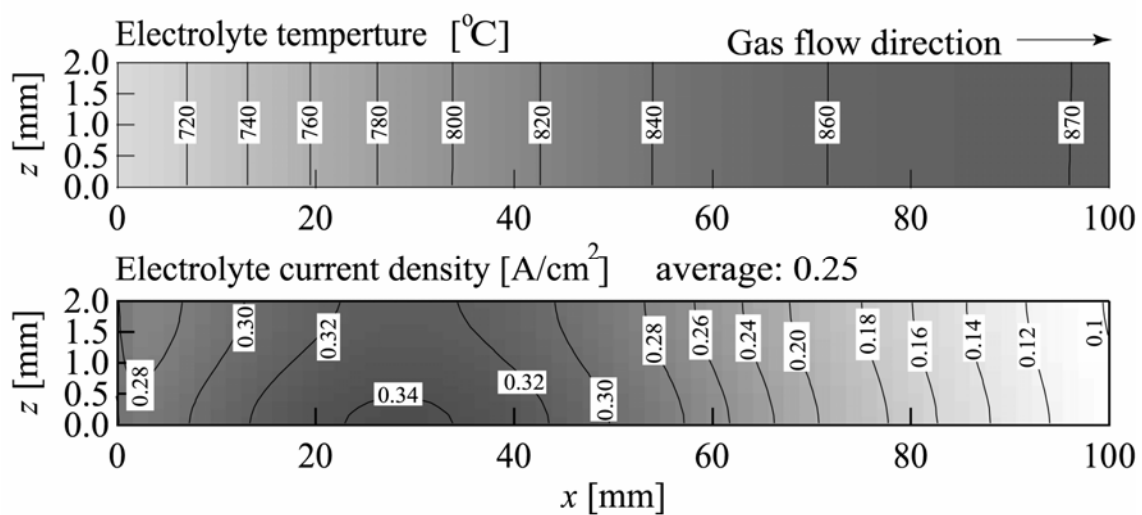 Electrolyte temperture [°C]
Gas flow direction
z [mm]
2.0
1.5
1.0
0.5
0.0
720 740 760 780 800 820 840 860 870
0 20 40 60 80 100
Electrolyte current density [A/cm²] average: 0.25
z [mm]
2.0
1.5
1.0
0.5
0.0
0.28 0.30 0.32 0.34 0.32 0.30 0.28 0.26 0.24 0.20 0.18 0.16 0.14 0.12 0.1
0 20 40 60 80 100
x [mm]